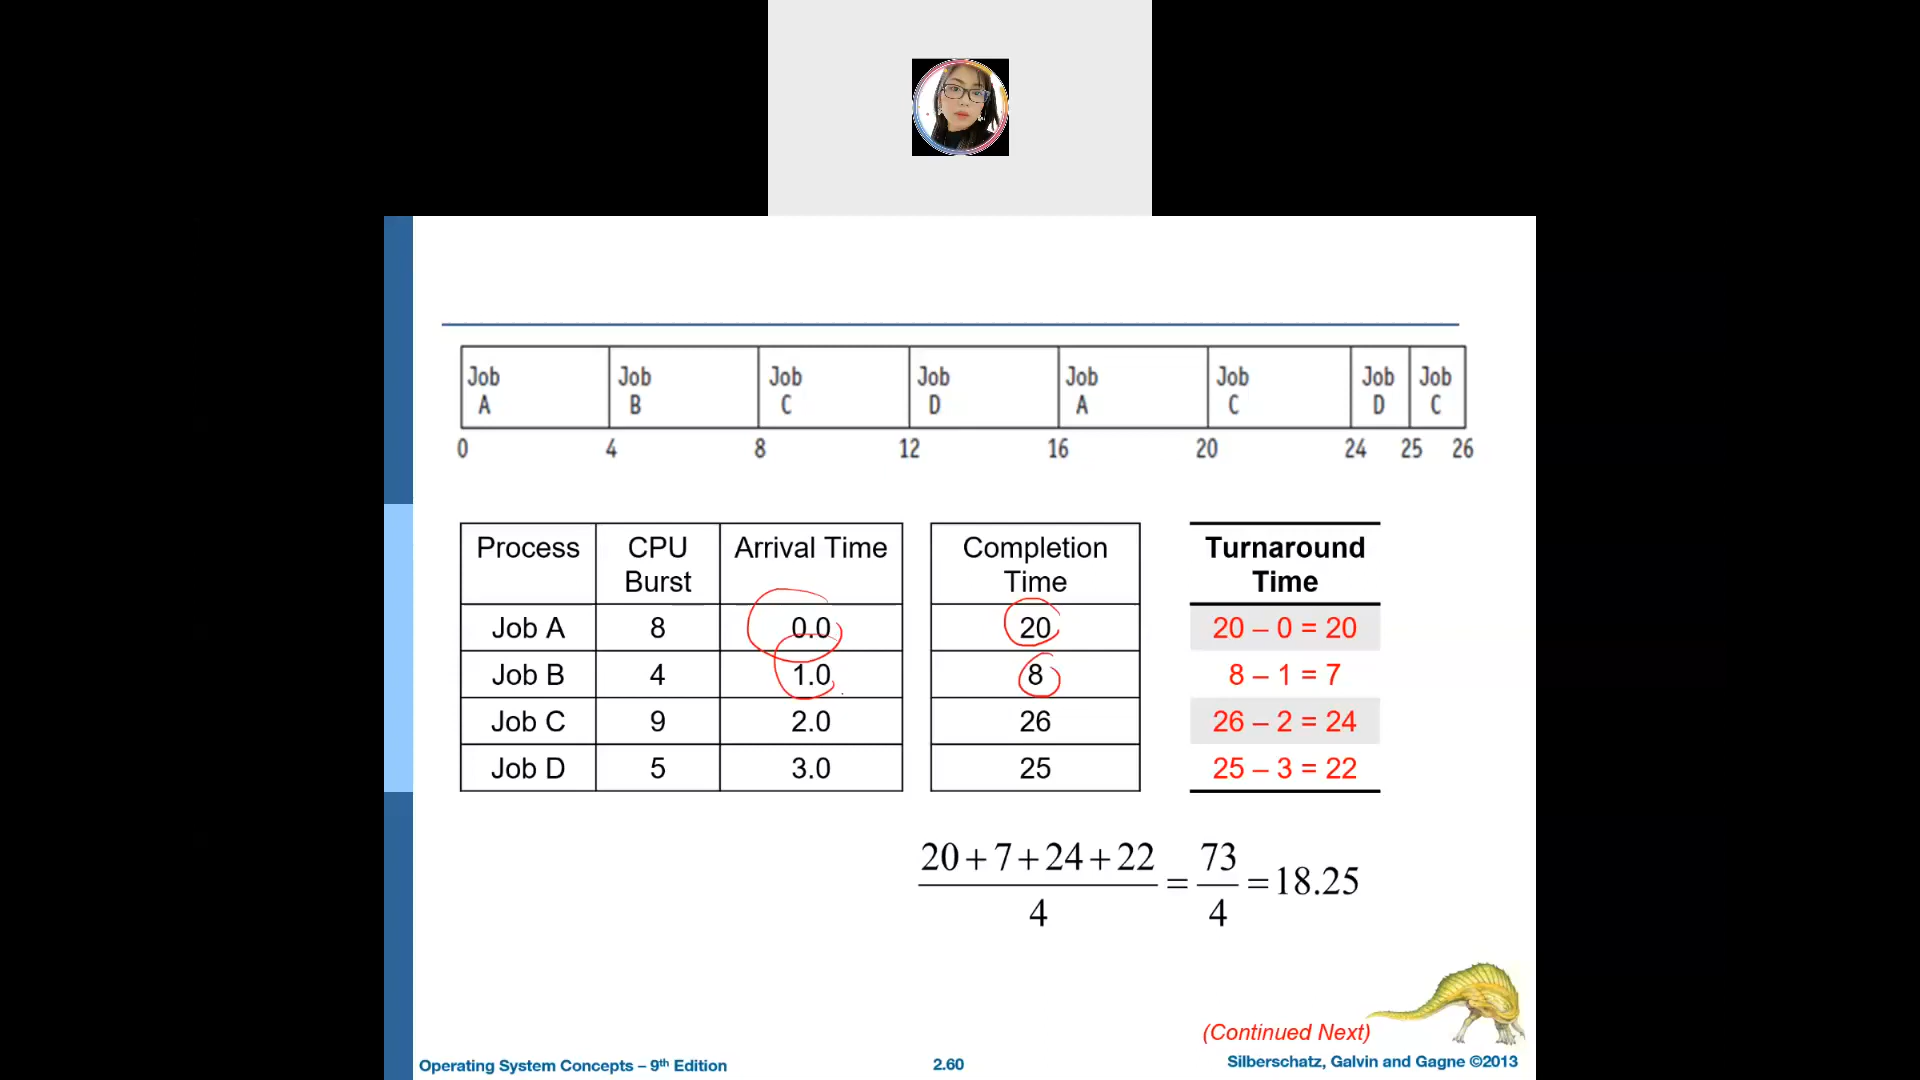 Job Job Job Job Job Job Job Job
A B C D A C D C
0 4 8 12 16 20 24 25 26
Process CPU Burst Arrival Time Completion Time Turnaround Time
Job A 8 0.0 20 20 – 0 = 20
Job B 4 1.0 8 8 – 1 = 7
Job C 9 2.0 26 26 – 2 = 24
Job D 5 3.0 25 25 – 3 = 22
20+7+24+22 / 4 = 73 / 4 = 18.25
(Continued Next)
Operating System Concepts – 9th Edition 2.60 Silberschatz, Galvin and Gagne ©2013